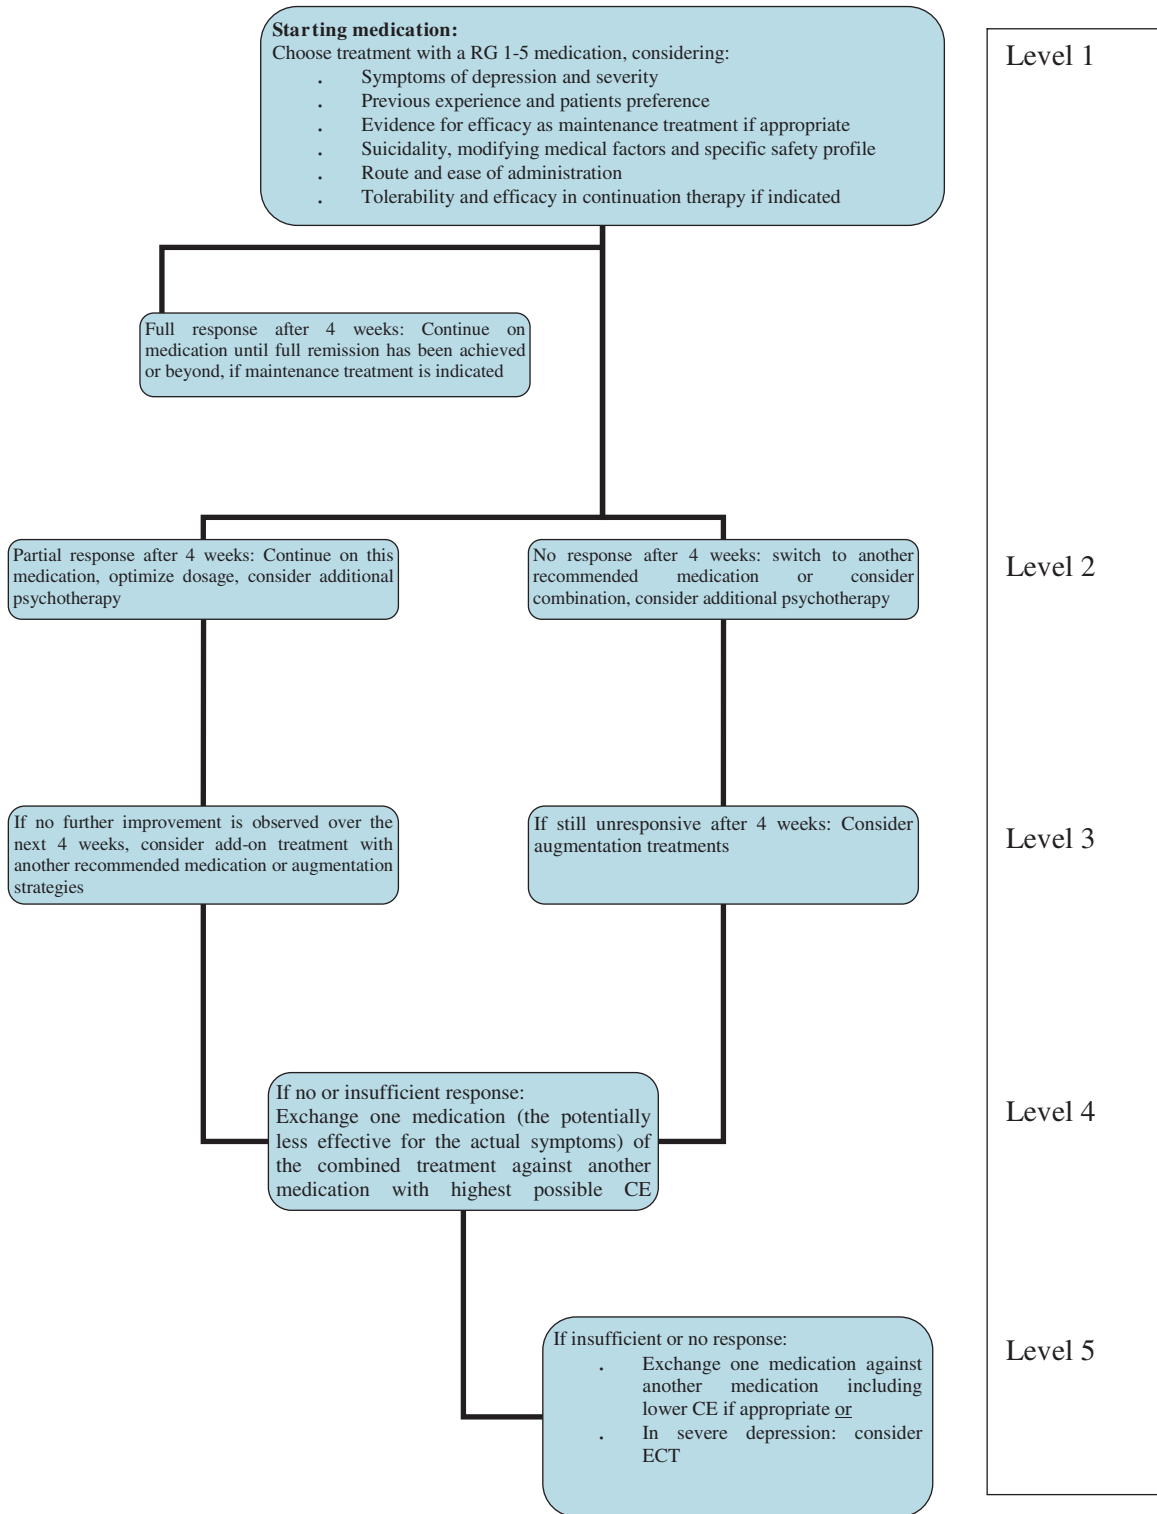 Starting medication:
Choose treatment with a RG 1-5 medication, considering:
. Symptoms of depression and severity
. Previous experience and patients preference
. Evidence for efficacy as maintenance treatment if appropriate
. Suicidality, modifying medical factors and specific safety profile
. Route and ease of administration
. Tolerability and efficacy in continuation therapy if indicated
Level 1
Full response after 4 weeks: Continue on
medication until full remission has been achieved
or beyond, if maintenance treatment is indicated
Partial response after 4 weeks: Continue on this
medication, optimize dosage, consider additional
psychotherapy
No response after 4 weeks: switch to another
recommended medication or consider
combination, consider additional psychotherapy
Level 2
If no further improvement is observed over the
next 4 weeks, consider add-on treatment with
another recommended medication or augmentation
strategies
If still unresponsive after 4 weeks: Consider
augmentation treatments
Level 3
If no or insufficient response:
Exchange one medication (the potentially
less effective for the actual symptoms) of
the combined treatment against another
medication with highest possible CE
Level 4
If insufficient or no response:
. Exchange one medication against
another medication including
lower CE if appropriate or
. In severe depression: consider
ECT
Level 5